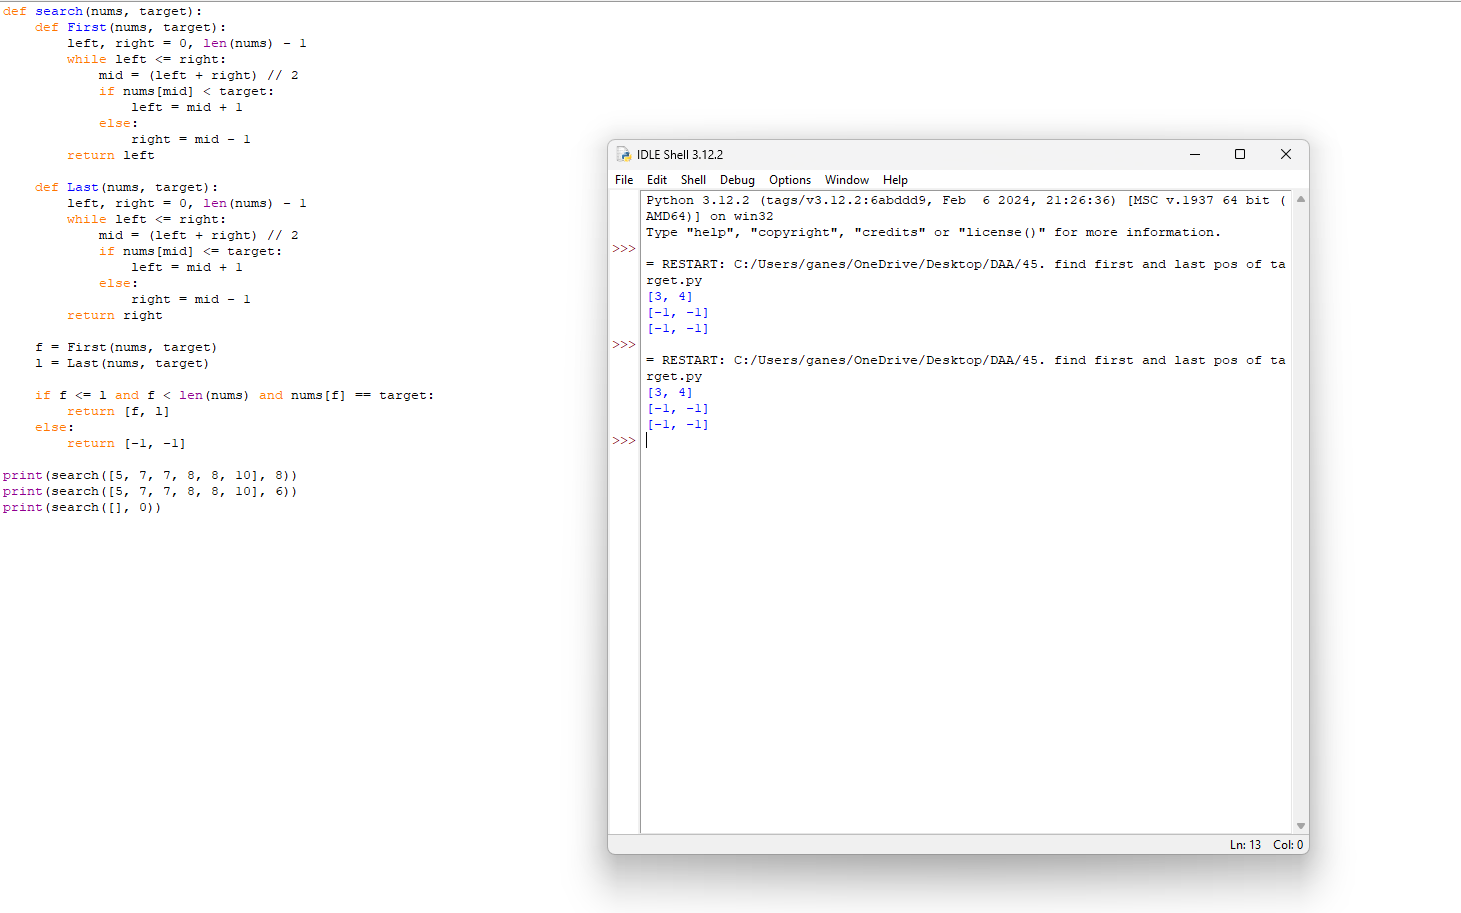 def search(nums, target):
    def First(nums, target):
        left, right = 0, len(nums) - 1
        while left <= right:
            mid = (left + right) // 2
            if nums[mid] < target:
                left = mid + 1
            else:
                right = mid - 1
        return left
    def Last(nums, target):
        left, right = 0, len(nums) - 1
        while left <= right:
            mid = (left + right) // 2
            if nums[mid] <= target:
                left = mid + 1
            else:
                right = mid - 1
        return right
    f = First(nums, target)
    l = Last(nums, target)
    if f <= l and f < len(nums) and nums[f] == target:
        return [f, l]
    else:
        return [-1, -1]
print(search([5, 7, 7, 8, 8, 10], 8))
print(search([5, 7, 7, 8, 8, 10], 6))
print(search([], 0))
IDLE Shell 3.12.2
File Edit Shell Debug Options Window Help
Python 3.12.2 (tags/v3.12.2:6abddd9, Feb  6 2024, 21:26:36) [MSC v.1937 64 bit (
AMD64)] on win32
Type "help", "copyright", "credits" or "license()" for more information.
>>>
= RESTART: C:/Users/ganes/OneDrive/Desktop/DAA/45. find first and last pos of ta
rget.py
[3, 4]
[-1, -1]
[-1, -1]
>>>
= RESTART: C:/Users/ganes/OneDrive/Desktop/DAA/45. find first and last pos of ta
rget.py
[3, 4]
[-1, -1]
[-1, -1]
>>>
Ln: 13 Col: 0